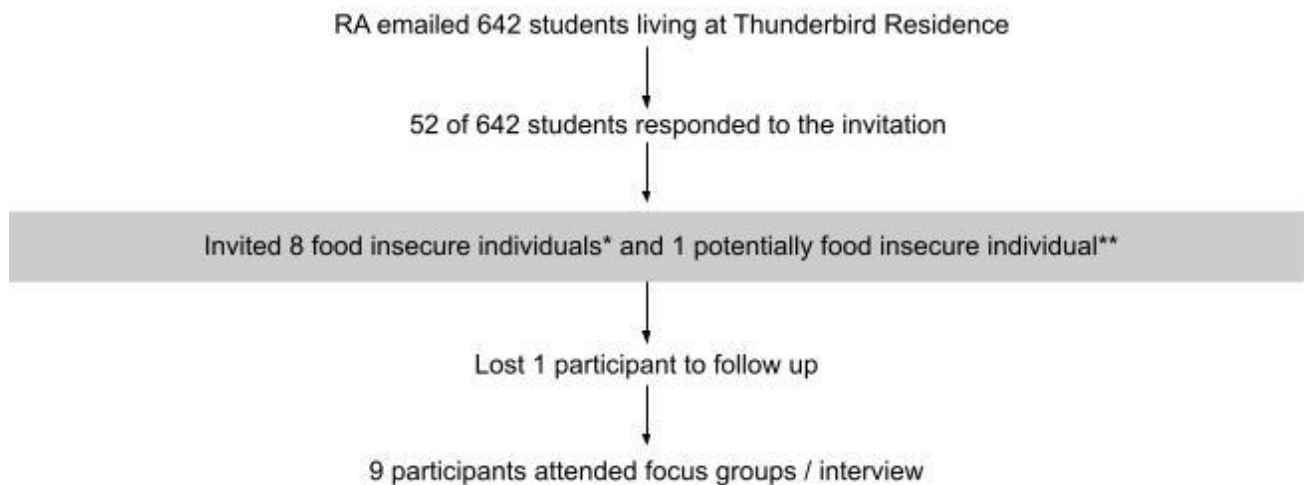 RA emailed 642 students living at Thunderbird Residence
52 of 642 students responded to the invitation
Invited 8 food insecure individuals* and 1 potentially food insecure individual**
Lost 1 participant to follow up
9 participants attended focus groups / interview